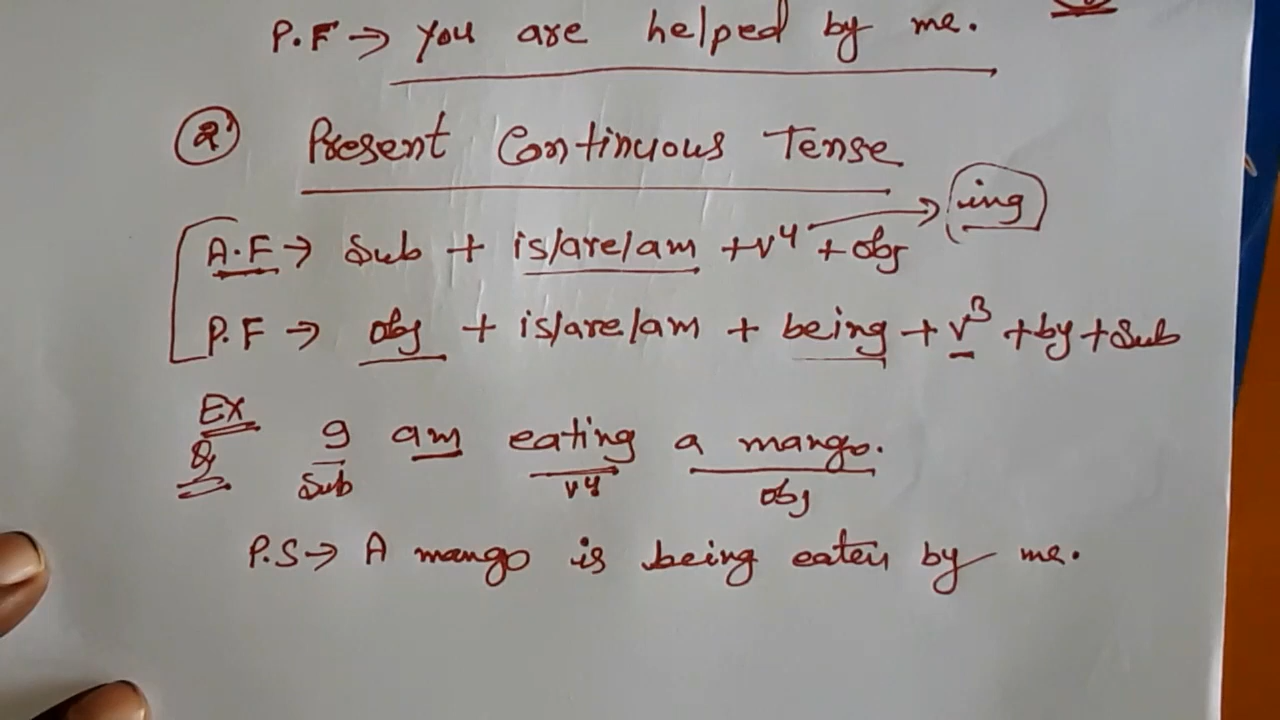 P.F → You are helped by me.
2 Present Continuous Tense
ing
A.F → Sub + is/are/am + v4 + obj
P.F → obj + is/are/am + being + v3 + by + Sub
Ex
Q I am eating a mango.
Sub v4 obj
P.S → A mango is being eaten by me.